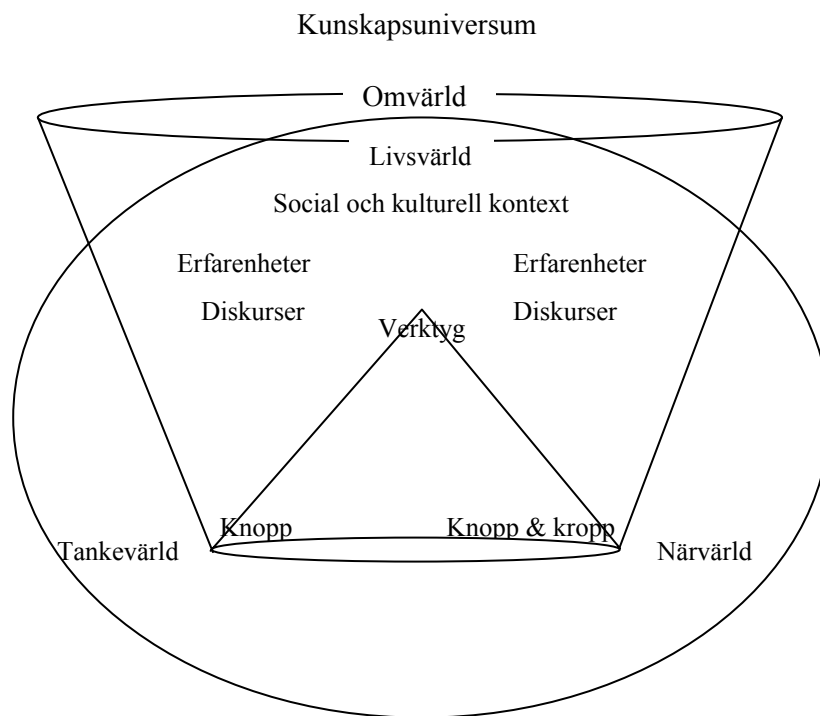 Kunskapsuniversum
Omvärld
Livsvärld
Social och kulturell kontext
Erfarenheter Erfarenheter
Diskurser Diskurser
Verktyg
Knopp Knopp & kropp
Tankevärld Närvärld